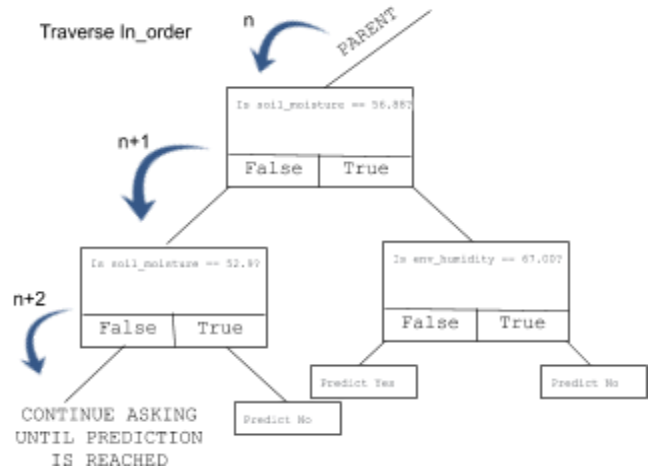 Traverse In_order
n
PARENT
Is soil_moisture == 56.88?
n+1
False True
Is soil_moisture == 52.9?
Is env_humidity == 67.00?
n+2
False True
False True
Predict Yes
Predict No
CONTINUE ASKING
UNTIL PREDICTION
IS REACHED
Predict No